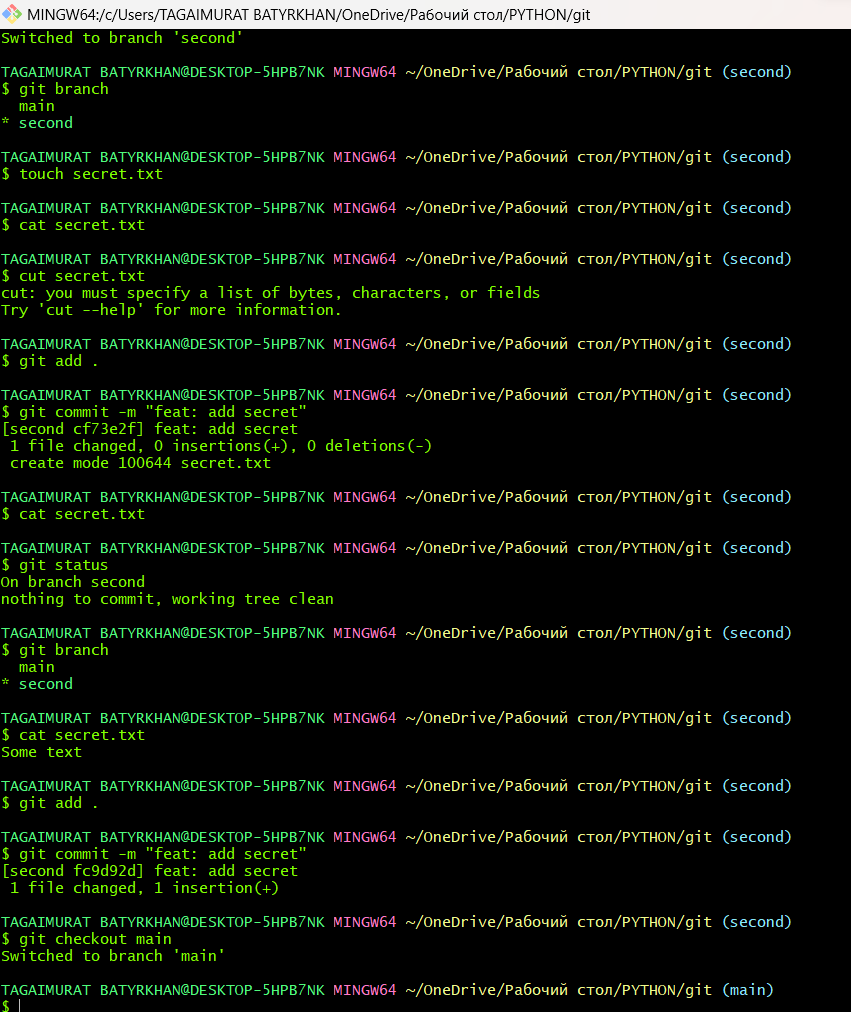 MINGW64:/c/Users/TAGAIMURAT BATYRKHAN/OneDrive/Рабочий стол/PYTHON/git
Switched to branch 'second'
TAGAIMURAT BATYRKHAN@DESKTOP-5HPB7NK MINGW64 ~/OneDrive/Рабочий стол/PYTHON/git (second)
$ git branch
  main
* second
TAGAIMURAT BATYRKHAN@DESKTOP-5HPB7NK MINGW64 ~/OneDrive/Рабочий стол/PYTHON/git (second)
$ touch secret.txt
TAGAIMURAT BATYRKHAN@DESKTOP-5HPB7NK MINGW64 ~/OneDrive/Рабочий стол/PYTHON/git (second)
$ cat secret.txt
TAGAIMURAT BATYRKHAN@DESKTOP-5HPB7NK MINGW64 ~/OneDrive/Рабочий стол/PYTHON/git (second)
$ cut secret.txt
cut: you must specify a list of bytes, characters, or fields
Try 'cut --help' for more information.
TAGAIMURAT BATYRKHAN@DESKTOP-5HPB7NK MINGW64 ~/OneDrive/Рабочий стол/PYTHON/git (second)
$ git add .
TAGAIMURAT BATYRKHAN@DESKTOP-5HPB7NK MINGW64 ~/OneDrive/Рабочий стол/PYTHON/git (second)
$ git commit -m "feat: add secret"
[second cf73e2f] feat: add secret
 1 file changed, 0 insertions(+), 0 deletions(-)
 create mode 100644 secret.txt
TAGAIMURAT BATYRKHAN@DESKTOP-5HPB7NK MINGW64 ~/OneDrive/Рабочий стол/PYTHON/git (second)
$ cat secret.txt
TAGAIMURAT BATYRKHAN@DESKTOP-5HPB7NK MINGW64 ~/OneDrive/Рабочий стол/PYTHON/git (second)
$ git status
On branch second
nothing to commit, working tree clean
TAGAIMURAT BATYRKHAN@DESKTOP-5HPB7NK MINGW64 ~/OneDrive/Рабочий стол/PYTHON/git (second)
$ git branch
  main
* second
TAGAIMURAT BATYRKHAN@DESKTOP-5HPB7NK MINGW64 ~/OneDrive/Рабочий стол/PYTHON/git (second)
$ cat secret.txt
Some text
TAGAIMURAT BATYRKHAN@DESKTOP-5HPB7NK MINGW64 ~/OneDrive/Рабочий стол/PYTHON/git (second)
$ git add .
TAGAIMURAT BATYRKHAN@DESKTOP-5HPB7NK MINGW64 ~/OneDrive/Рабочий стол/PYTHON/git (second)
$ git commit -m "feat: add secret"
[second fc9d92d] feat: add secret
 1 file changed, 1 insertion(+)
TAGAIMURAT BATYRKHAN@DESKTOP-5HPB7NK MINGW64 ~/OneDrive/Рабочий стол/PYTHON/git (second)
$ git checkout main
Switched to branch 'main'
TAGAIMURAT BATYRKHAN@DESKTOP-5HPB7NK MINGW64 ~/OneDrive/Рабочий стол/PYTHON/git (main)
$